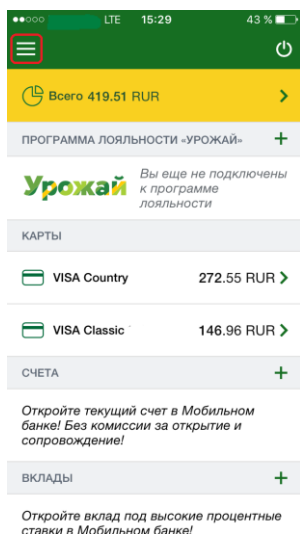 LTE 15:29 43 %
Всего 419.51 RUR
ПРОГРАММА ЛОЯЛЬНОСТИ «УРОЖАЙ» +
Урожай
Вы еще не подключены
к программе
лояльности
КАРТЫ
VISA Country 272.55 RUR
VISA Classic 146.96 RUR
СЧЕТА +
Откройте текущий счет в Мобильном
банке! Без комиссии за открытие и
сопровождение!
ВКЛАДЫ +
Откройте вклад под высокие процентные
ставки в Мобильном банке!